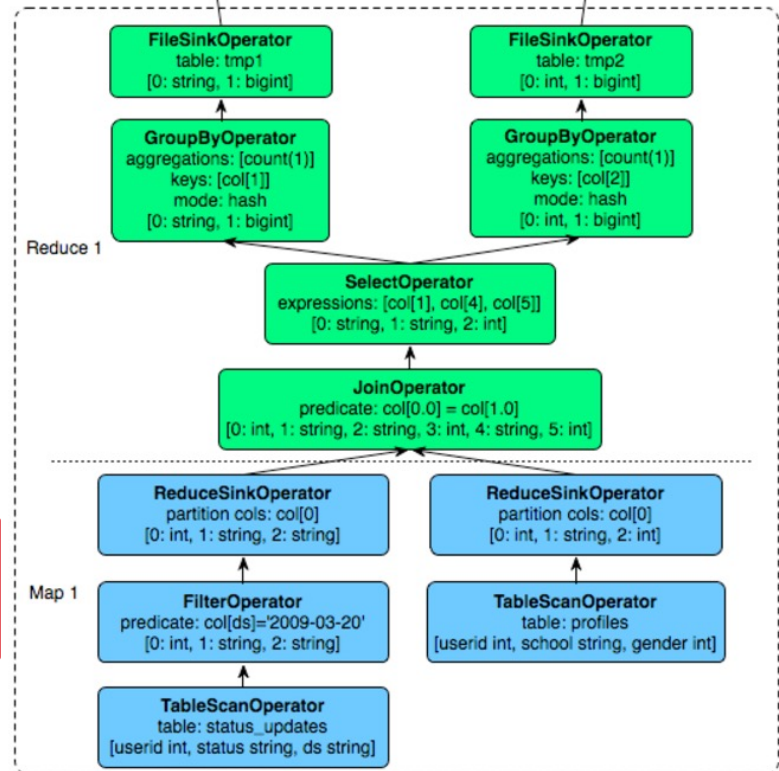 FileSinkOperator
table: tmp1
[0: string, 1: bigint]
FileSinkOperator
table: tmp2
[0: int, 1: bigint]
GroupByOperator
aggregations: [count(1)]
keys: [col[1]]
mode: hash
[0: string, 1: bigint]
GroupByOperator
aggregations: [count(1)]
keys: [col[2]]
mode: hash
[0: int, 1: bigint]
Reduce 1
SelectOperator
expressions: [col[1], col[4], col[5]]
[0: string, 1: string, 2: int]
JoinOperator
predicate: col[0.0] = col[1.0]
[0: int, 1: string, 2: string, 3: int, 4: string, 5: int]
ReduceSinkOperator
partition cols: col[0]
[0: int, 1: string, 2: string]
ReduceSinkOperator
partition cols: col[0]
[0: int, 1: string, 2: int]
Map 1
FilterOperator
predicate: col[ds]='2009-03-20'
[0: int, 1: string, 2: string]
TableScanOperator
table: profiles
[userid int, school string, gender int]
TableScanOperator
table: status_updates
[userid int, status string, ds string]